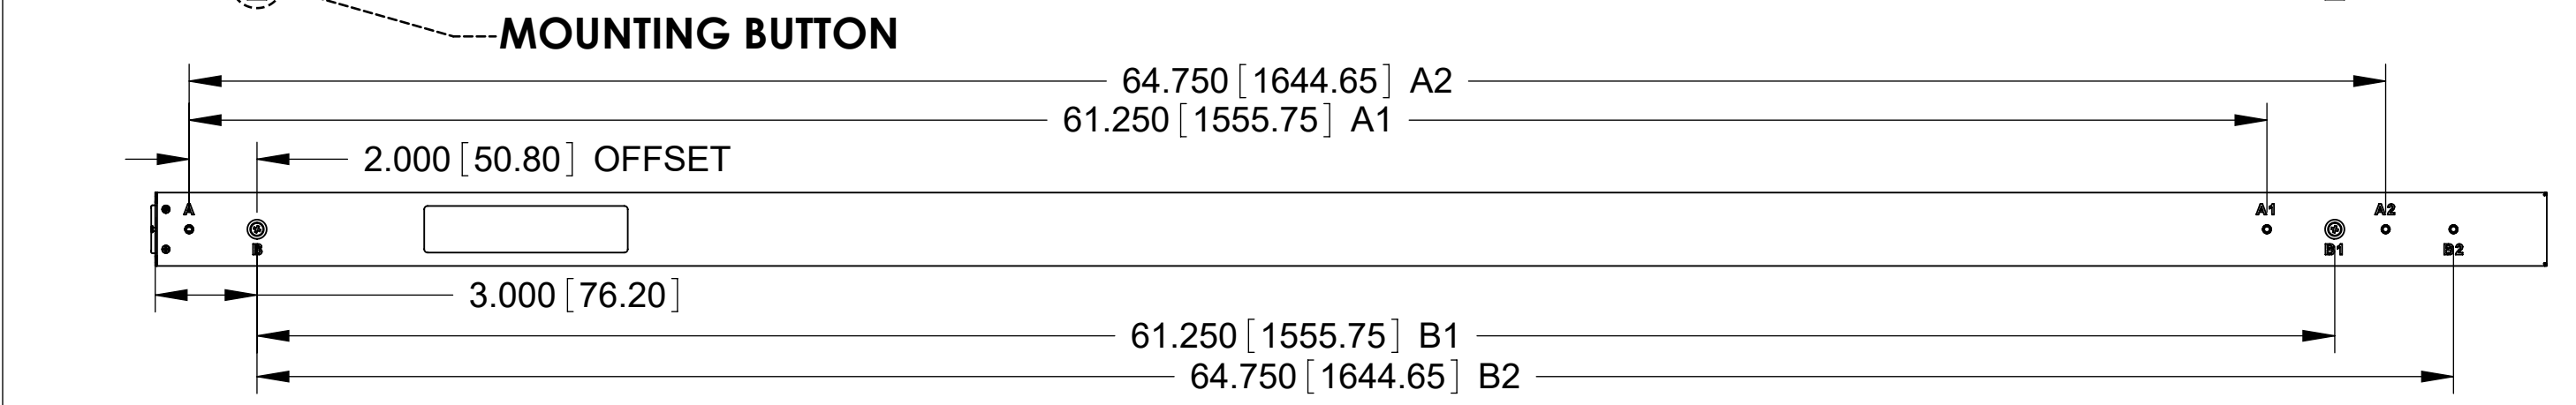 MOUNTING BUTTON
64.750 [1644.65] A2
61.250 [1555.75] A1
2.000 [50.80] OFFSET
A A1 A2
B B1 B2
3.000 [76.20]
61.250 [1555.75] B1
64.750 [1644.65] B2